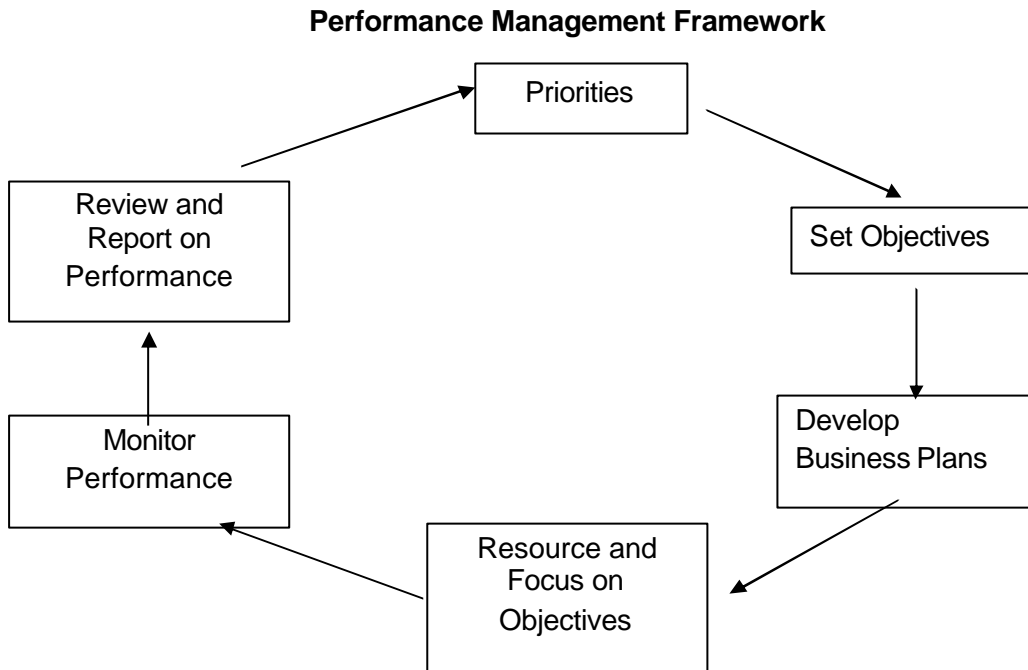 Performance Management Framework
Priorities
Set Objectives
Develop
Business Plans
Resource and
Focus on
Objectives
Monitor
Performance
Review and
Report on
Performance